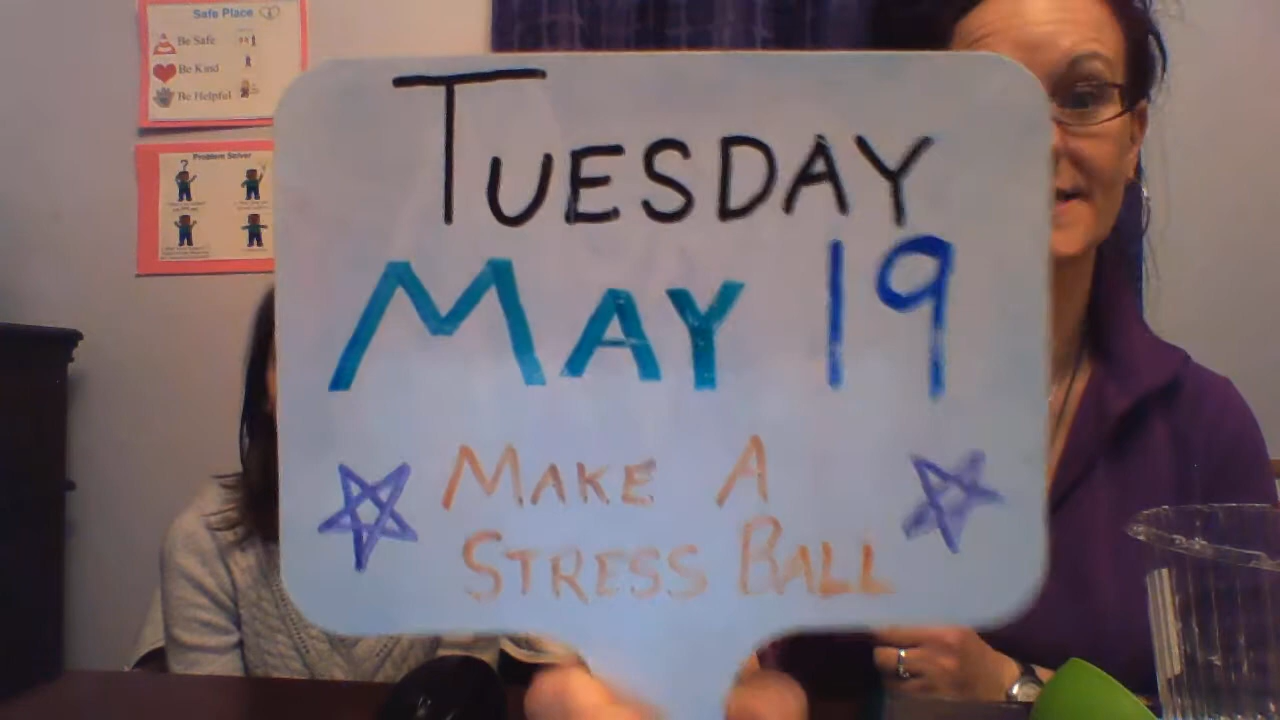 Safe Place
Be Safe
Be Kind
Be Helpful
Problem Solver
TUESDAY
MAY 19
MAKE A
STRESS BALL